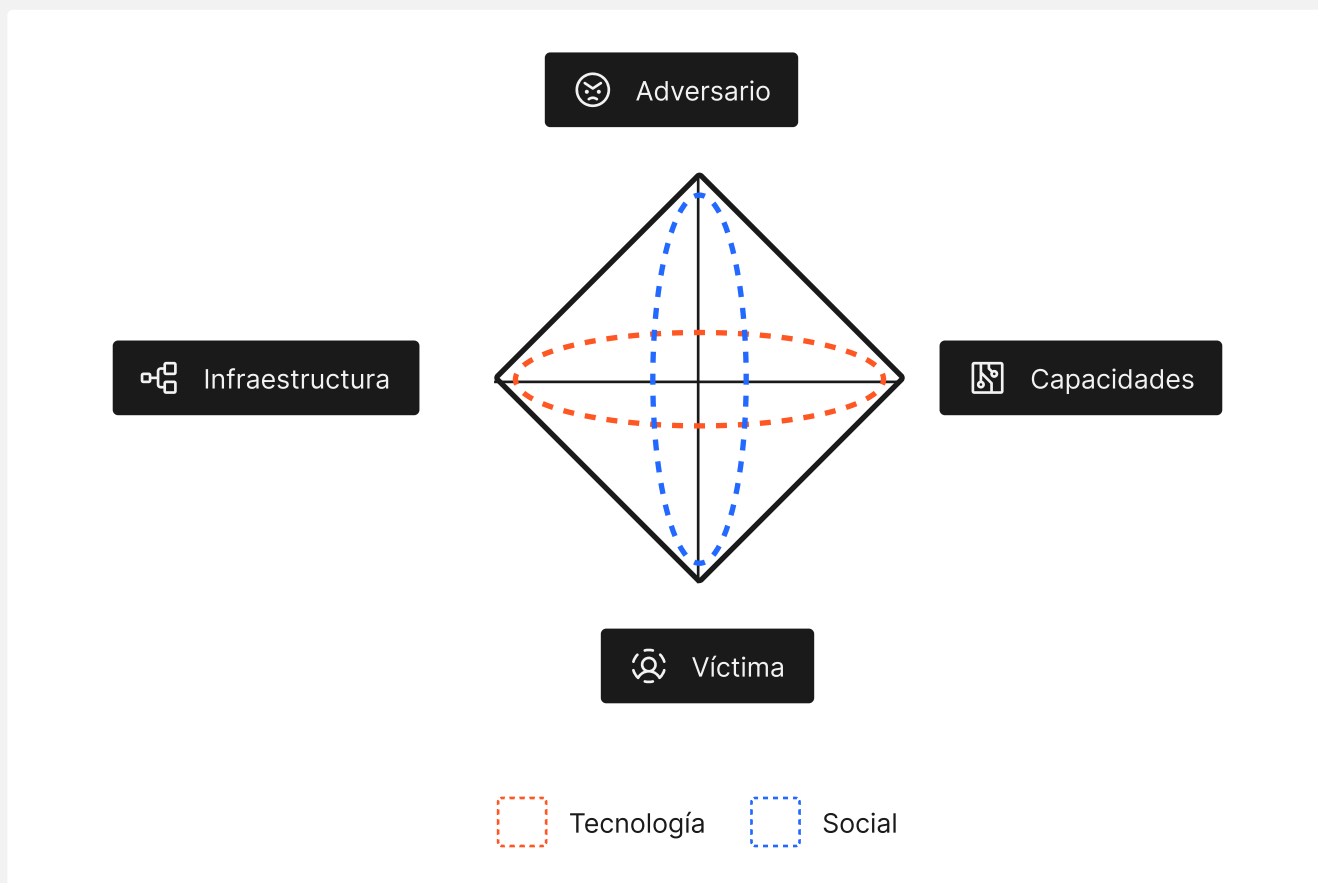 Adversario
Infraestructura
Capacidades
Víctima
Tecnología
Social